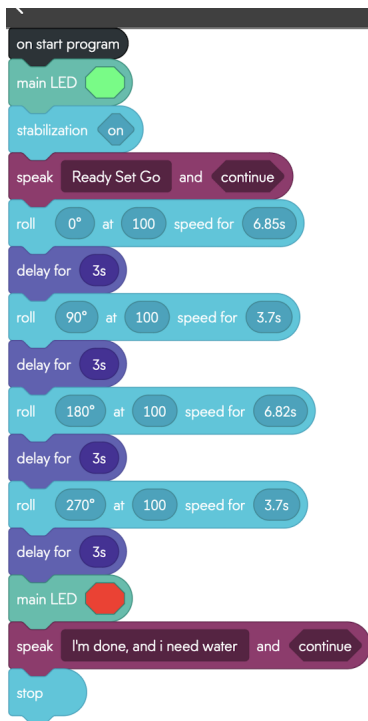 on start program
main LED
stabilization on
speak Ready Set Go and continue
roll 0° at 100 speed for 6.85s
delay for 3s
roll 90° at 100 speed for 3.7s
delay for 3s
roll 180° at 100 speed for 6.82s
delay for 3s
roll 270° at 100 speed for 3.7s
delay for 3s
main LED
speak I'm done, and i need water and continue
stop